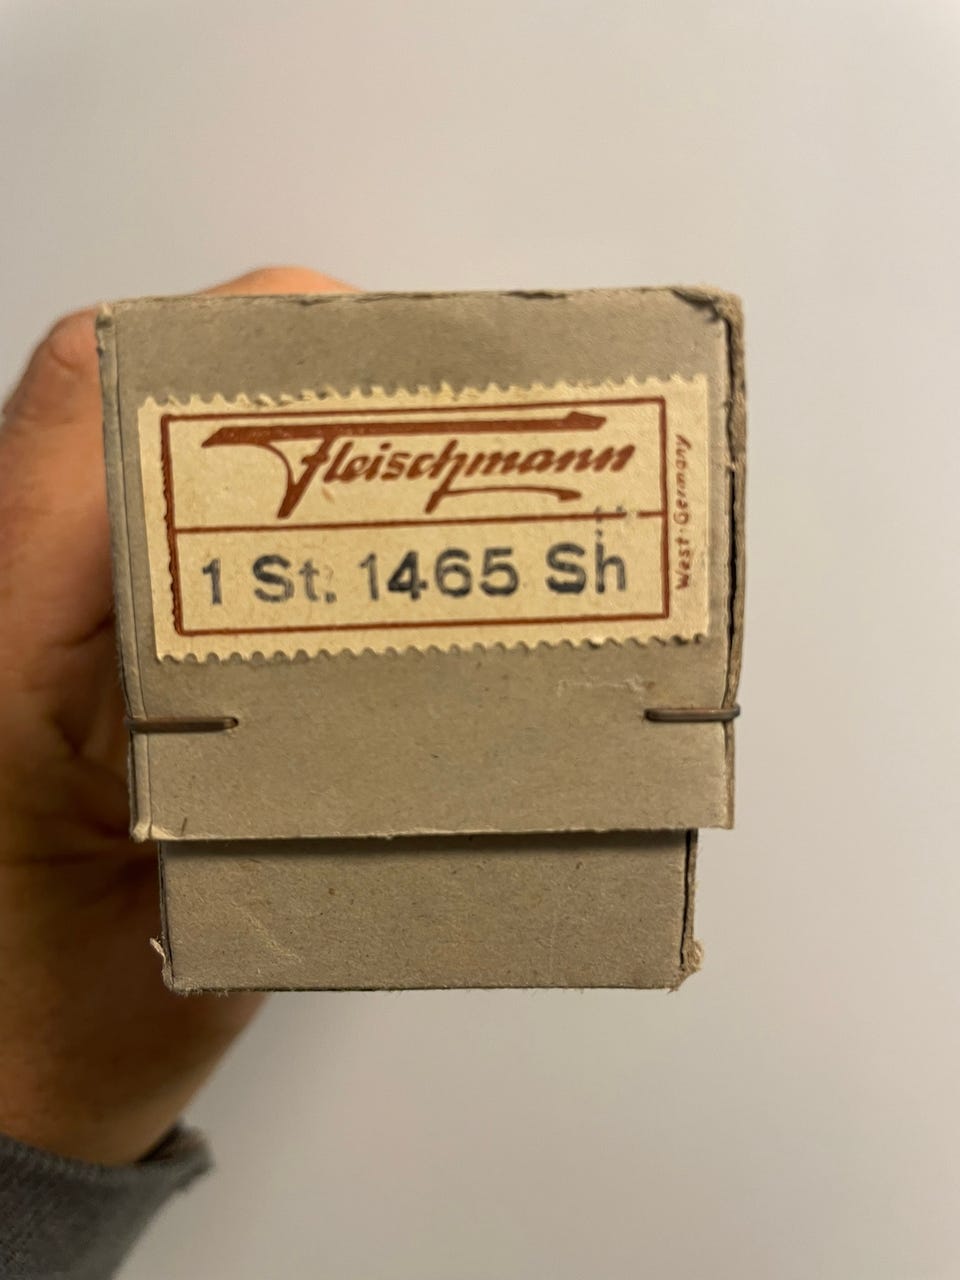 Fleischmann
1 St. 1465 Sh
West-Germany